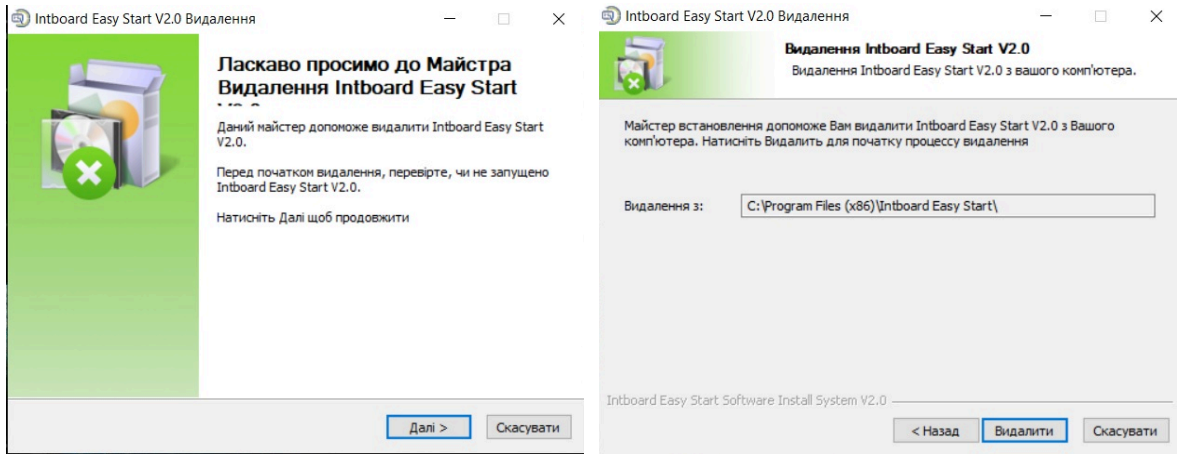 Intboard Easy Start V2.0 Видалення
Ласкаво просимо до Майстра
Видалення Intboard Easy Start
Даний майстер допоможе видалити Intboard Easy Start
V2.0.
Перед початком видалення, перевірте, чи не запущено
Intboard Easy Start V2.0.
Натисніть Далі щоб продовжити
Далі >
Скасувати
Intboard Easy Start V2.0 Видалення
Видалення Intboard Easy Start V2.0
Видалення Intboard Easy Start V2.0 з вашого комп'ютера.
Майстер встановлення допоможе Вам видалити Intboard Easy Start V2.0 з Вашого
комп'ютера. Натисніть Видалить для початку процессу видалення
Видалення з:
C:\Program Files (x86)\Intboard Easy Start\
Intboard Easy Start Software Install System V2.0
< Назад
Видалити
Скасувати